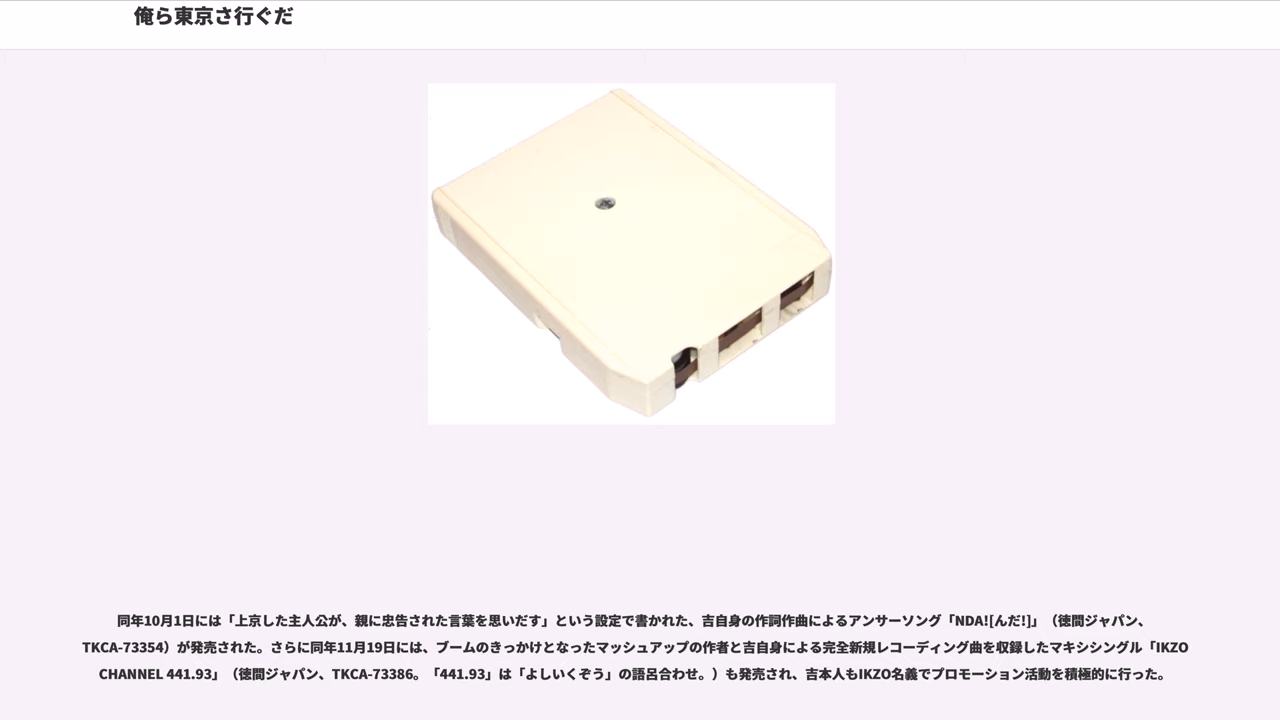 俺ら東京さ行ぐだ
同年10月1日には「上京した主人公が、親に忠告された言葉を思いだす」という設定で書かれた、吉自身の作詞作曲によるアンサーソング「NDA![んだ!]」（徳間ジャパン、
TKCA-73354）が発売された。さらに同年11月19日には、ブームのきっかけとなったマッシュアップの作者と吉自身による完全新規レコーディング曲を収録したマキシシングル「IKZO
CHANNEL 441.93」（徳間ジャパン、TKCA-73386。「441.93」は「よしいくぞう」の語呂合わせ。）も発売され、吉本人もIKZO名義でプロモーション活動を積極的に行った。